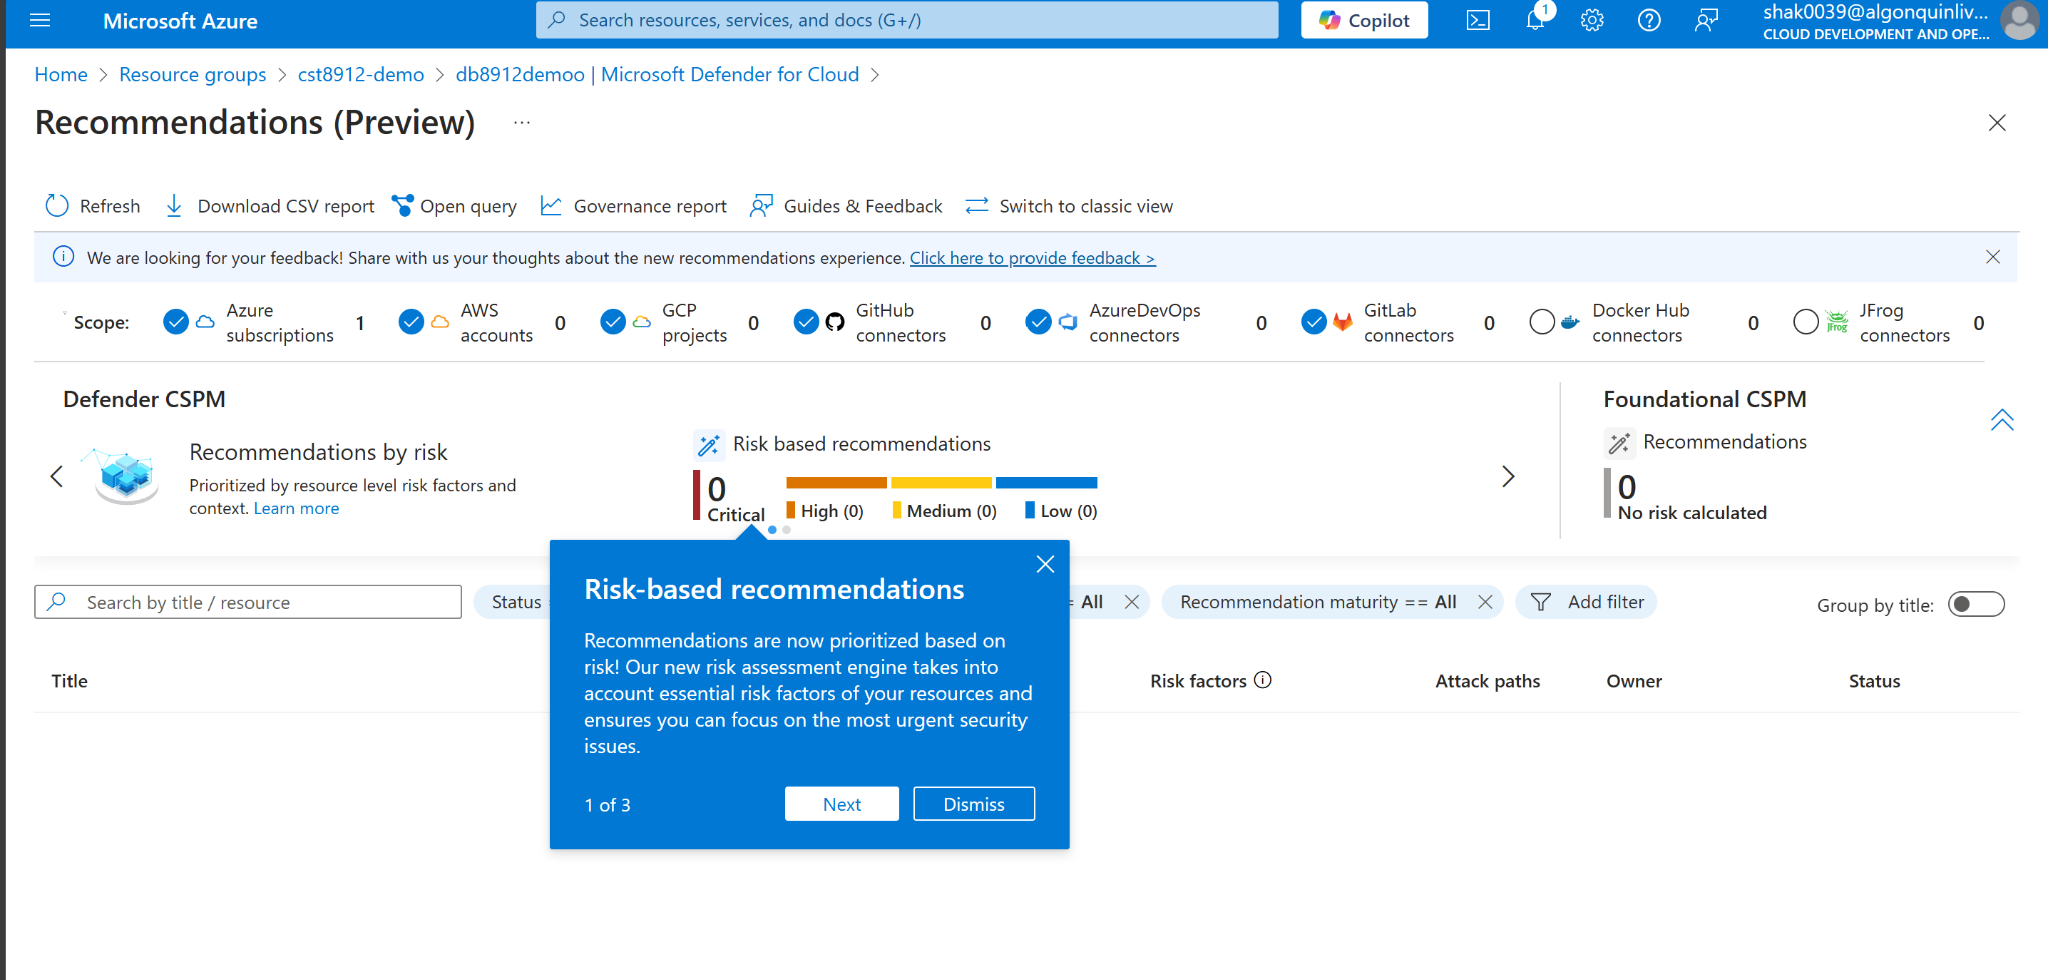 Microsoft Azure
Search resources, services, and docs (G+/)
Copilot
1
shak0039@algonquinliv...
CLOUD DEVELOPMENT AND OPE...
Home > Resource groups > cst8912-demo > db8912demoo | Microsoft Defender for Cloud >
Recommendations (Preview) ...
Refresh
Download CSV report
Open query
Governance report
Guides & Feedback
Switch to classic view
We are looking for your feedback! Share with us your thoughts about the new recommendations experience. Click here to provide feedback >
Scope:
Azure subscriptions 1
AWS accounts 0
GCP projects 0
GitHub connectors 0
AzureDevOps connectors 0
GitLab connectors 0
Docker Hub connectors 0
JFrog
JFrog connectors 0
Defender CSPM
Recommendations by risk
Prioritized by resource level risk factors and
context. Learn more
Risk based recommendations
0
Critical
High (0)
Medium (0)
Low (0)
Foundational CSPM
Recommendations
0
No risk calculated
Search by title / resource
Status
= All
Recommendation maturity == All
Add filter
Group by title:
Title
Risk factors
Attack paths
Owner
Status
Risk-based recommendations
Recommendations are now prioritized based on
risk! Our new risk assessment engine takes into
account essential risk factors of your resources and
ensures you can focus on the most urgent security
issues.
1 of 3
Next
Dismiss